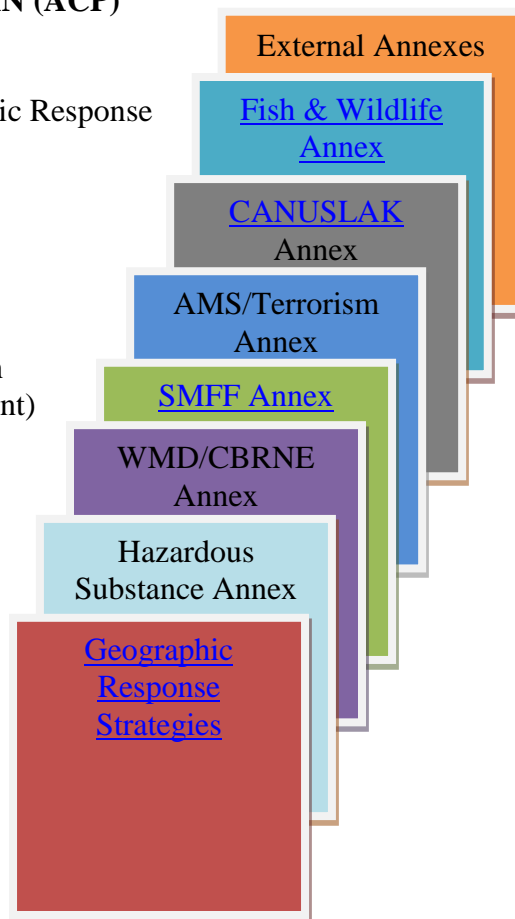 N (ACP)
External Annexes
ic Response
Fish & Wildlife
Annex
CANUSLAK
Annex
AMS/Terrorism
Annex
nt)
SMFF Annex
WMD/CBRNE
Annex
Hazardous
Substance Annex
Geographic
Response
Strategies